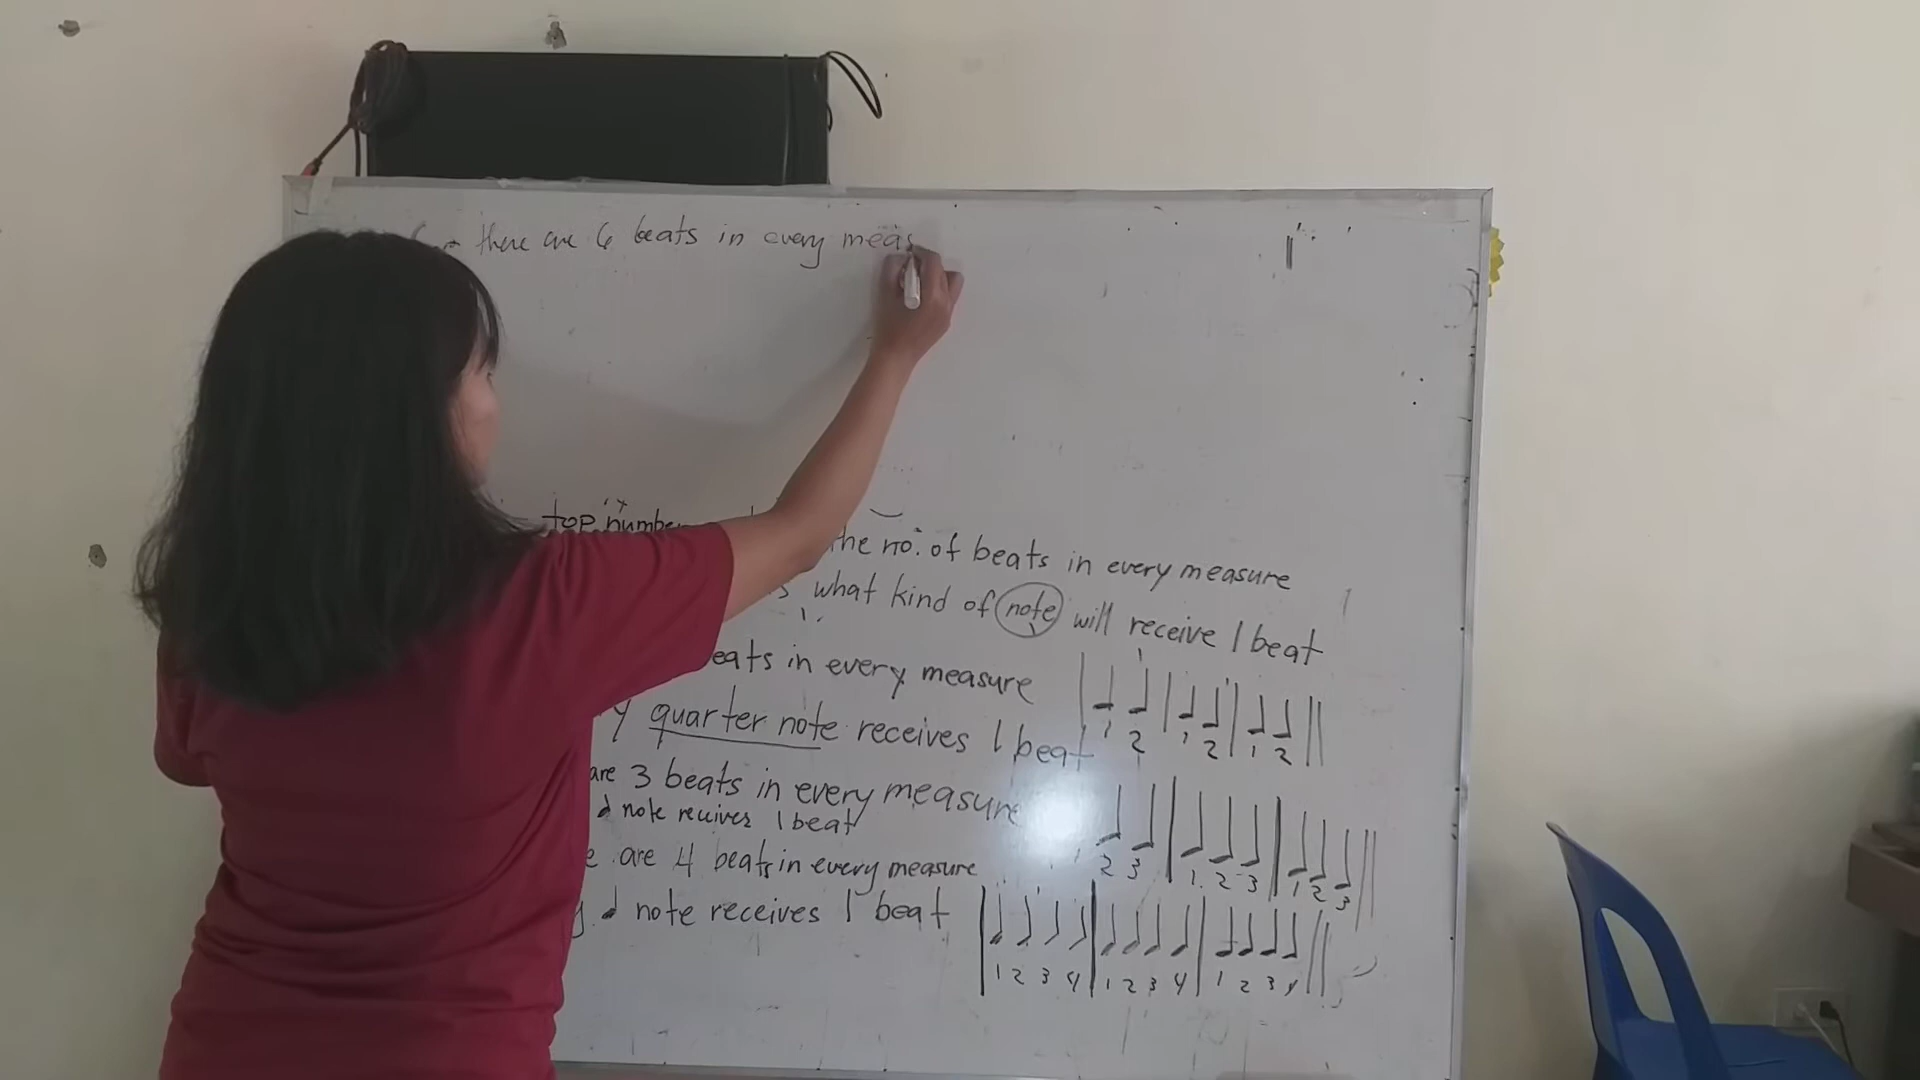 6 - there are 6 beats in every meas
top number the no. of beats in every measure
what kind of note will receive 1 beat
eats in every measure
1 2 1 2 1 2
y quarter note receives 1 beat
are 3 beats in every measure
note receives 1 beat
2 3 1 2 3 1 2 3
e are 4 beats in every measure
y note receives 1 beat
1 2 3 4 1 2 3 4 1 2 3 4